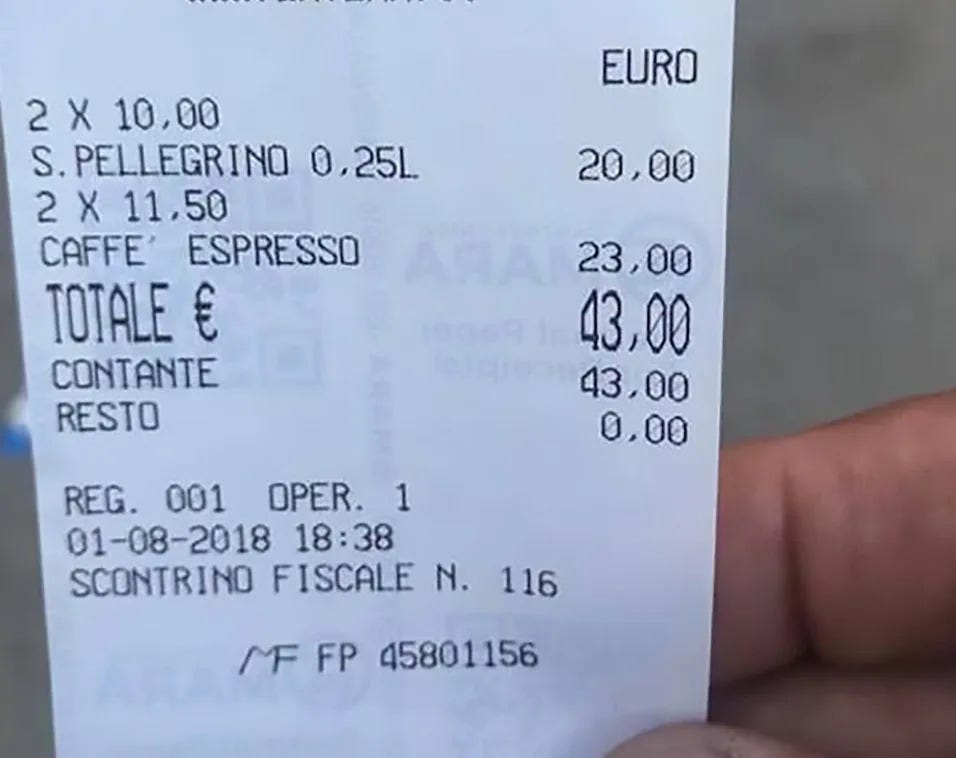 EURO
2 X 10,00
S.PELLEGRINO 0,25L 20,00
2 X 11,50
CAFFE' ESPRESSO 23,00
TOTALE € 43,00
CONTANTE 43,00
RESTO 0,00
REG. 001 OPER. 1
01-08-2018 18:38
SCONTRINO FISCALE N. 116
MF FP 45801156